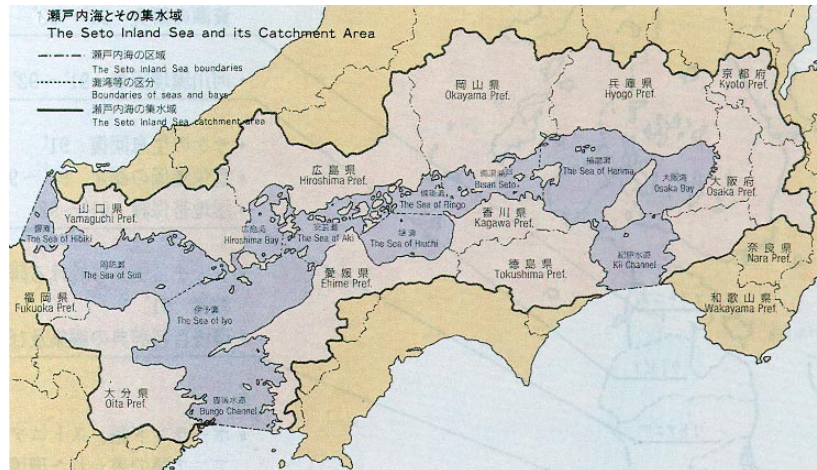 瀬戸内海とその集水域
The Seto Inland Sea and its Catchment Area
瀬戸内海の区域
The Seto Inland Sea boundaries
灘湾等の区分
Boundaries of seas and bays
瀬戸内海の集水域
The Seto Inland Sea catchment area
京都府
Kyoto Pref.
兵庫県
Hyogo Pref.
岡山県
Okayama Pref.
広島県
Hiroshima Pref.
山口県
Yamaguchi Pref.
響灘
The Sea of Hibiki
周防灘
The Sea of Suo
広島湾
Hiroshima Bay
安芸灘
The Sea of Aki
備後灘
The Sea of Bingo
備讃瀬戸
Bisan Seto
播磨灘
The Sea of Harima
大阪湾
Osaka Bay
大阪府
Osaka Pref.
香川県
Kagawa Pref.
燧灘
The Sea of Hiuchi
紀伊水道
Kii Channel
奈良県
Nara Pref.
徳島県
Tokushima Pref.
愛媛県
Ehime Pref.
福岡県
Fukuoka Pref.
伊予灘
The Sea of Iyo
和歌山県
Wakayama Pref.
大分県
Oita Pref.
豊後水道
Bungo Channel